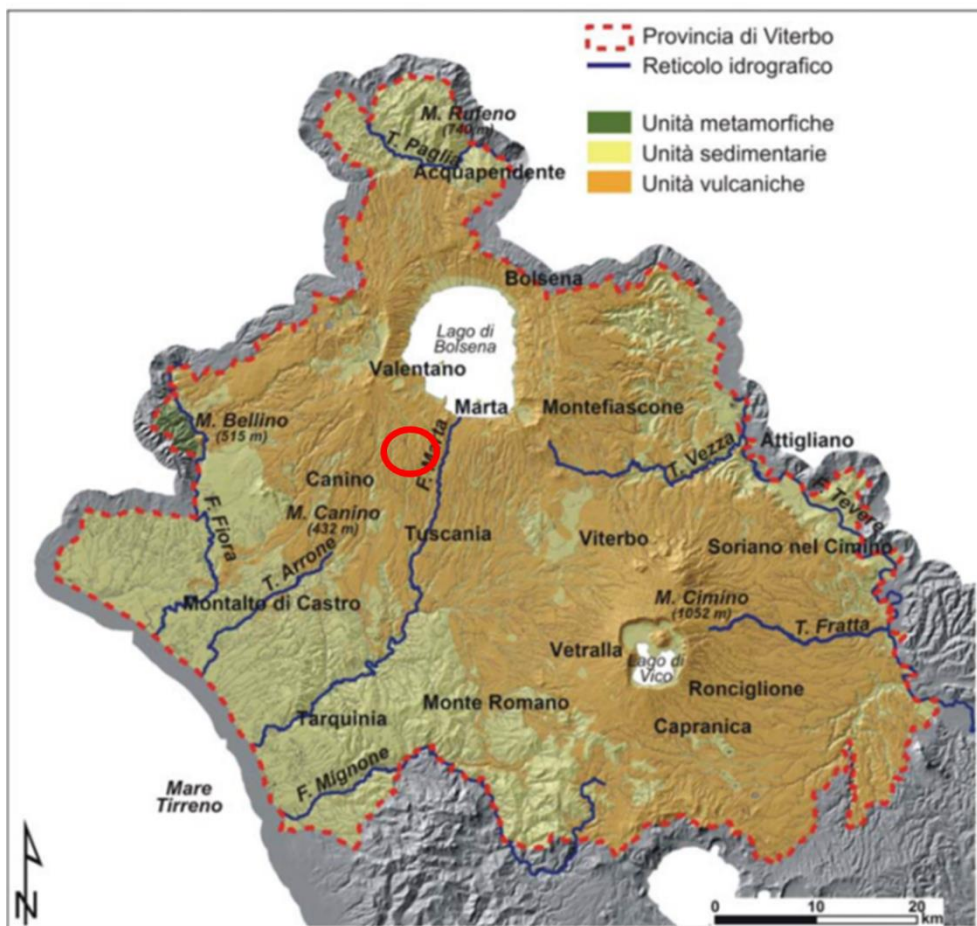 Provincia di Viterbo
Reticolo idrografico
Unità metamorfiche
Unità sedimentarie
Unità vulcaniche
M. Rufeno
(740 m)
T. Paglia
Acquapendente
Bolsena
Lago di
Bolsena
Valentano
Marta
Montefiascone
M. Bellino
(515 m)
F. Marta
T. Vezza
Attigliano
F. Tevere
Canino
M. Canino
(432 m)
F. Fiora
Tuscania
Viterbo
Soriano nel Cimino
T. Arrone
Montalto di Castro
M. Cimino
(1052 m)
T. Fratta
Vetralla
Lago di
Vico
Ronciglione
Monte Romano
Capranica
Tarquinia
F. Mignone
Mare
Tirreno
N
0 10 20
km